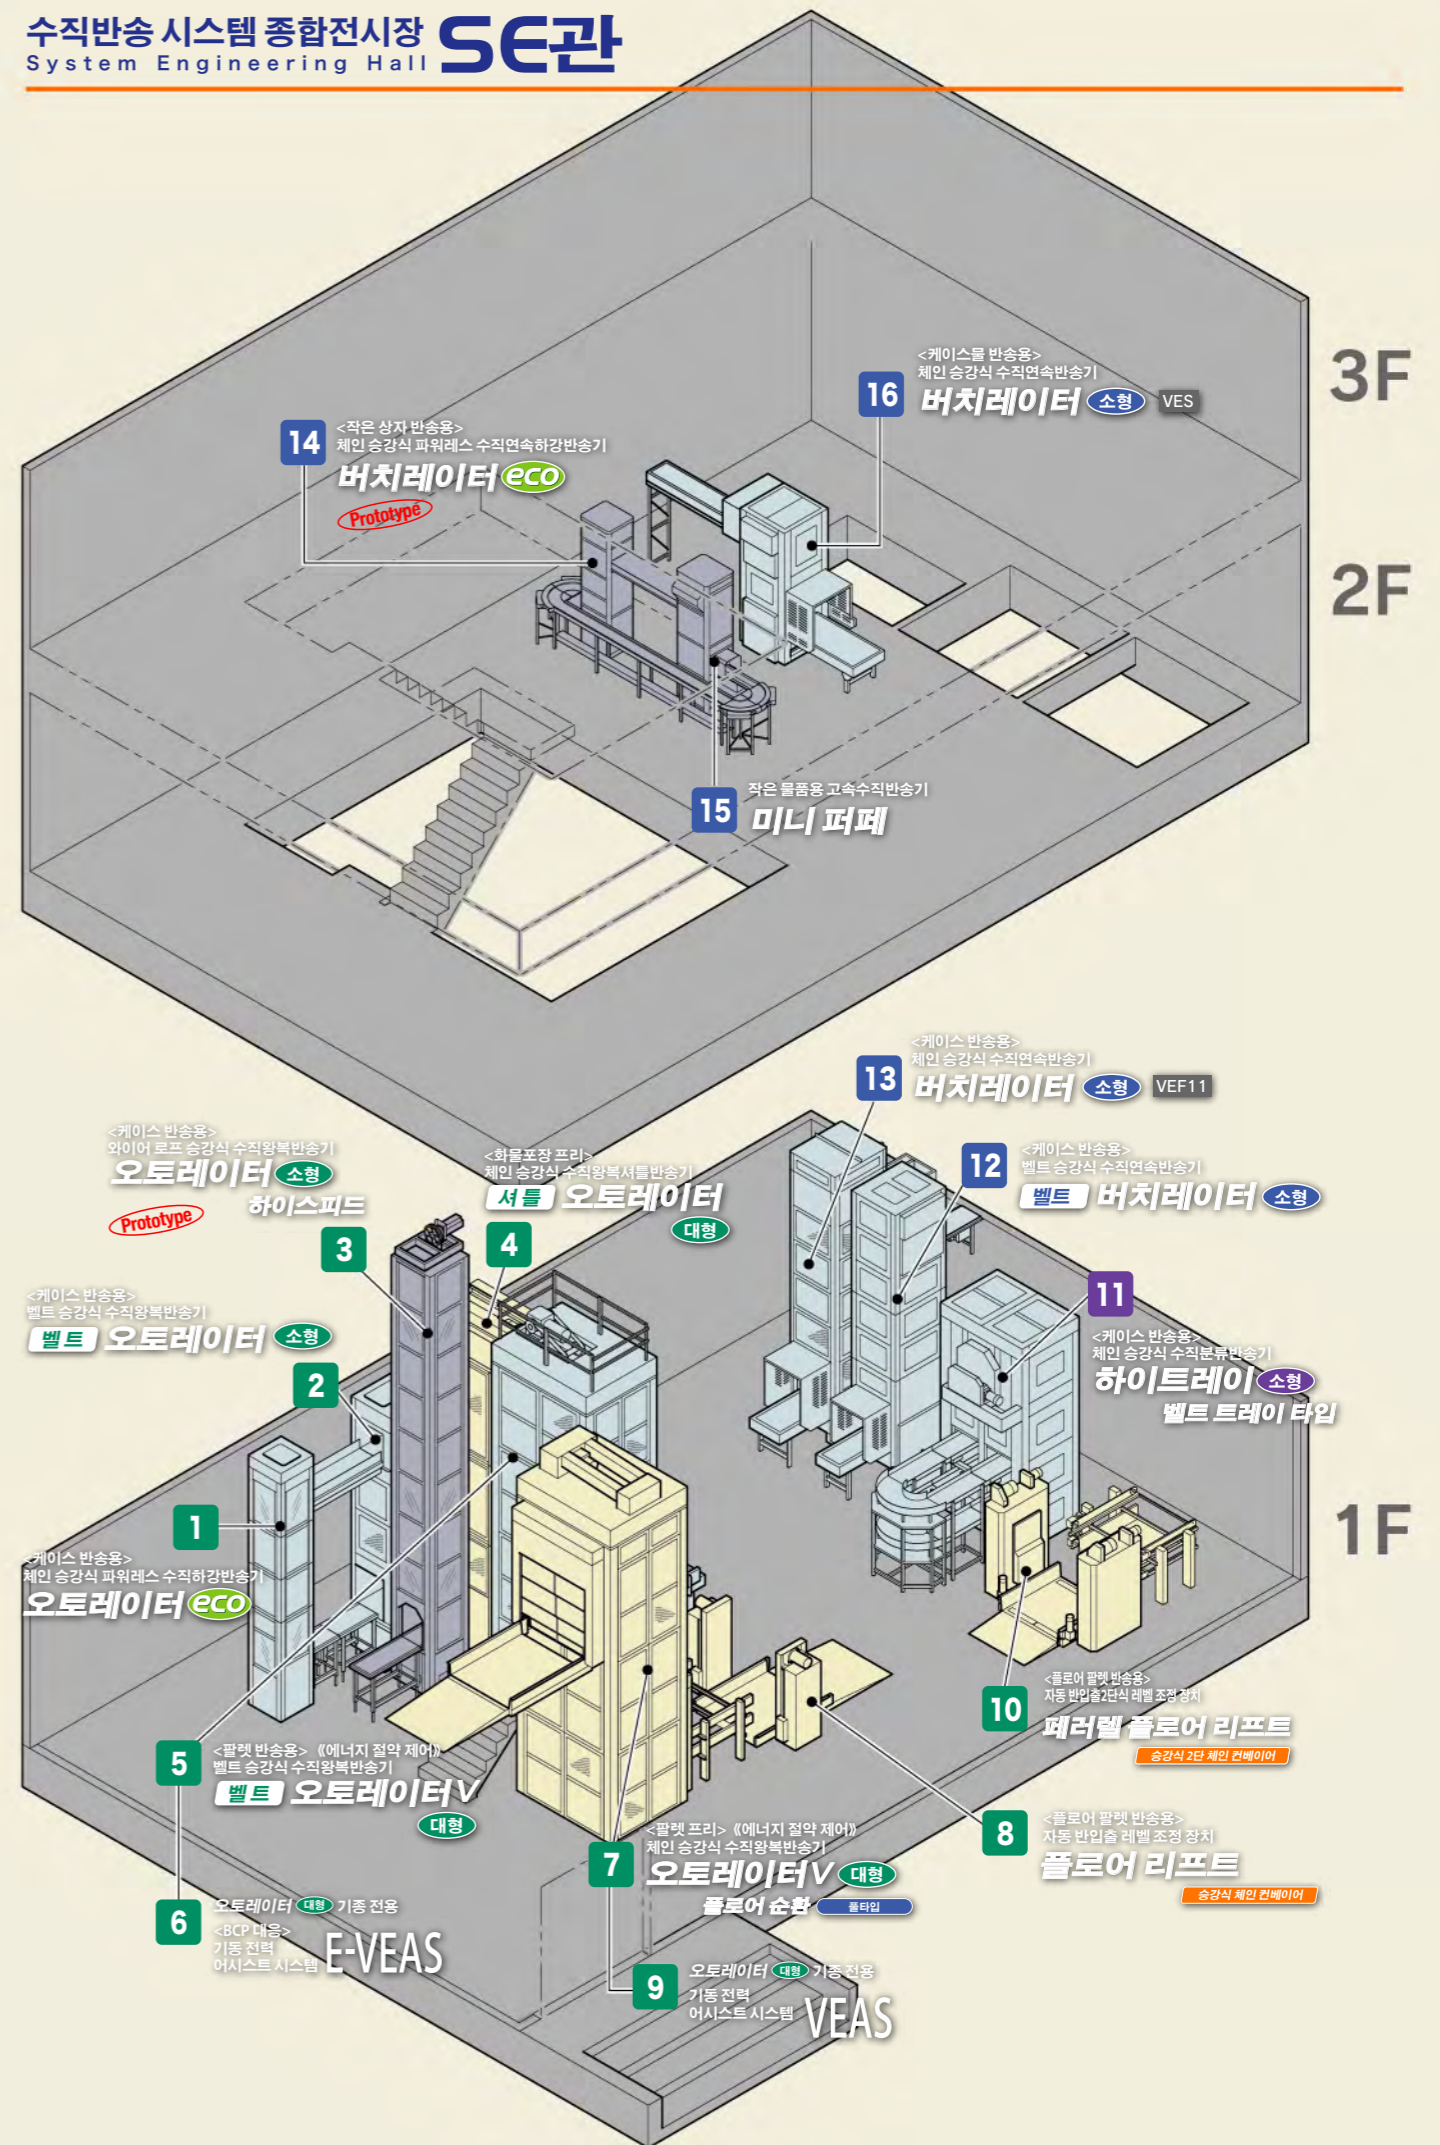 수직반송 시스템 종합전시장 SE관
System Engineering Hall
3F
<케이스물 반송용>
16 체인 승강식 수직연속반송기
버치레이터 소형 VES
<작은 상자 반송용>
14 체인 승강식 파워레스 수직연속하강반송기
버치레이터 eco
Prototype
2F
작은 물품용 고속수직반송기
15 미니 퍼페
<케이스 반송용>
13 체인 승강식 수직연속반송기
버치레이터 소형 VEF11
<케이스 반송용>
와이어 로프 승강식 수직왕복반송기
오토레이터 소형
하이스피드
Prototype
3
<화물포장 프리>
체인 승강식 수직왕복셔틀반송기
셔틀 오토레이터
대형
4
<케이스 반송용>
12 벨트 승강식 수직연속반송기
벨트 버치레이터 소형
<케이스 반송용>
벨트 승강식 수직왕복반송기
벨트 오토레이터 소형
2
11
<케이스 반송용>
체인 승강식 수직분류반송기
하이트레이 소형
벨트 트레이 타입
1F
1
<케이스 반송용>
체인 승강식 파워레스 수직하강반송기
오토레이터 eco
<플로어 팔렛 반송용>
10 자동 반입출2단식 레벨 조정 장치
페러렐 플로어 리프트
승강식 2단 체인 컨베이어
5 <팔렛 반송용> 《에너지 절약 제어》
벨트 승강식 수직왕복반송기
벨트 오토레이터V
대형
<플로어 팔렛 반송용>
8 자동 반입출 레벨 조정 장치
플로어 리프트
승강식 체인 컨베이어
<팔렛 프리> 《에너지 절약 제어》
7 체인 승강식 수직왕복반송기
오토레이터V 대형
플로어 순환 풀타입
6 오토레이터 대형 기종 전용
<BCP 대응>
기동 전력
어시스트 시스템 E-VEAS
9 오토레이터 대형 기종 전용
기동 전력
어시스트 시스템 VEAS